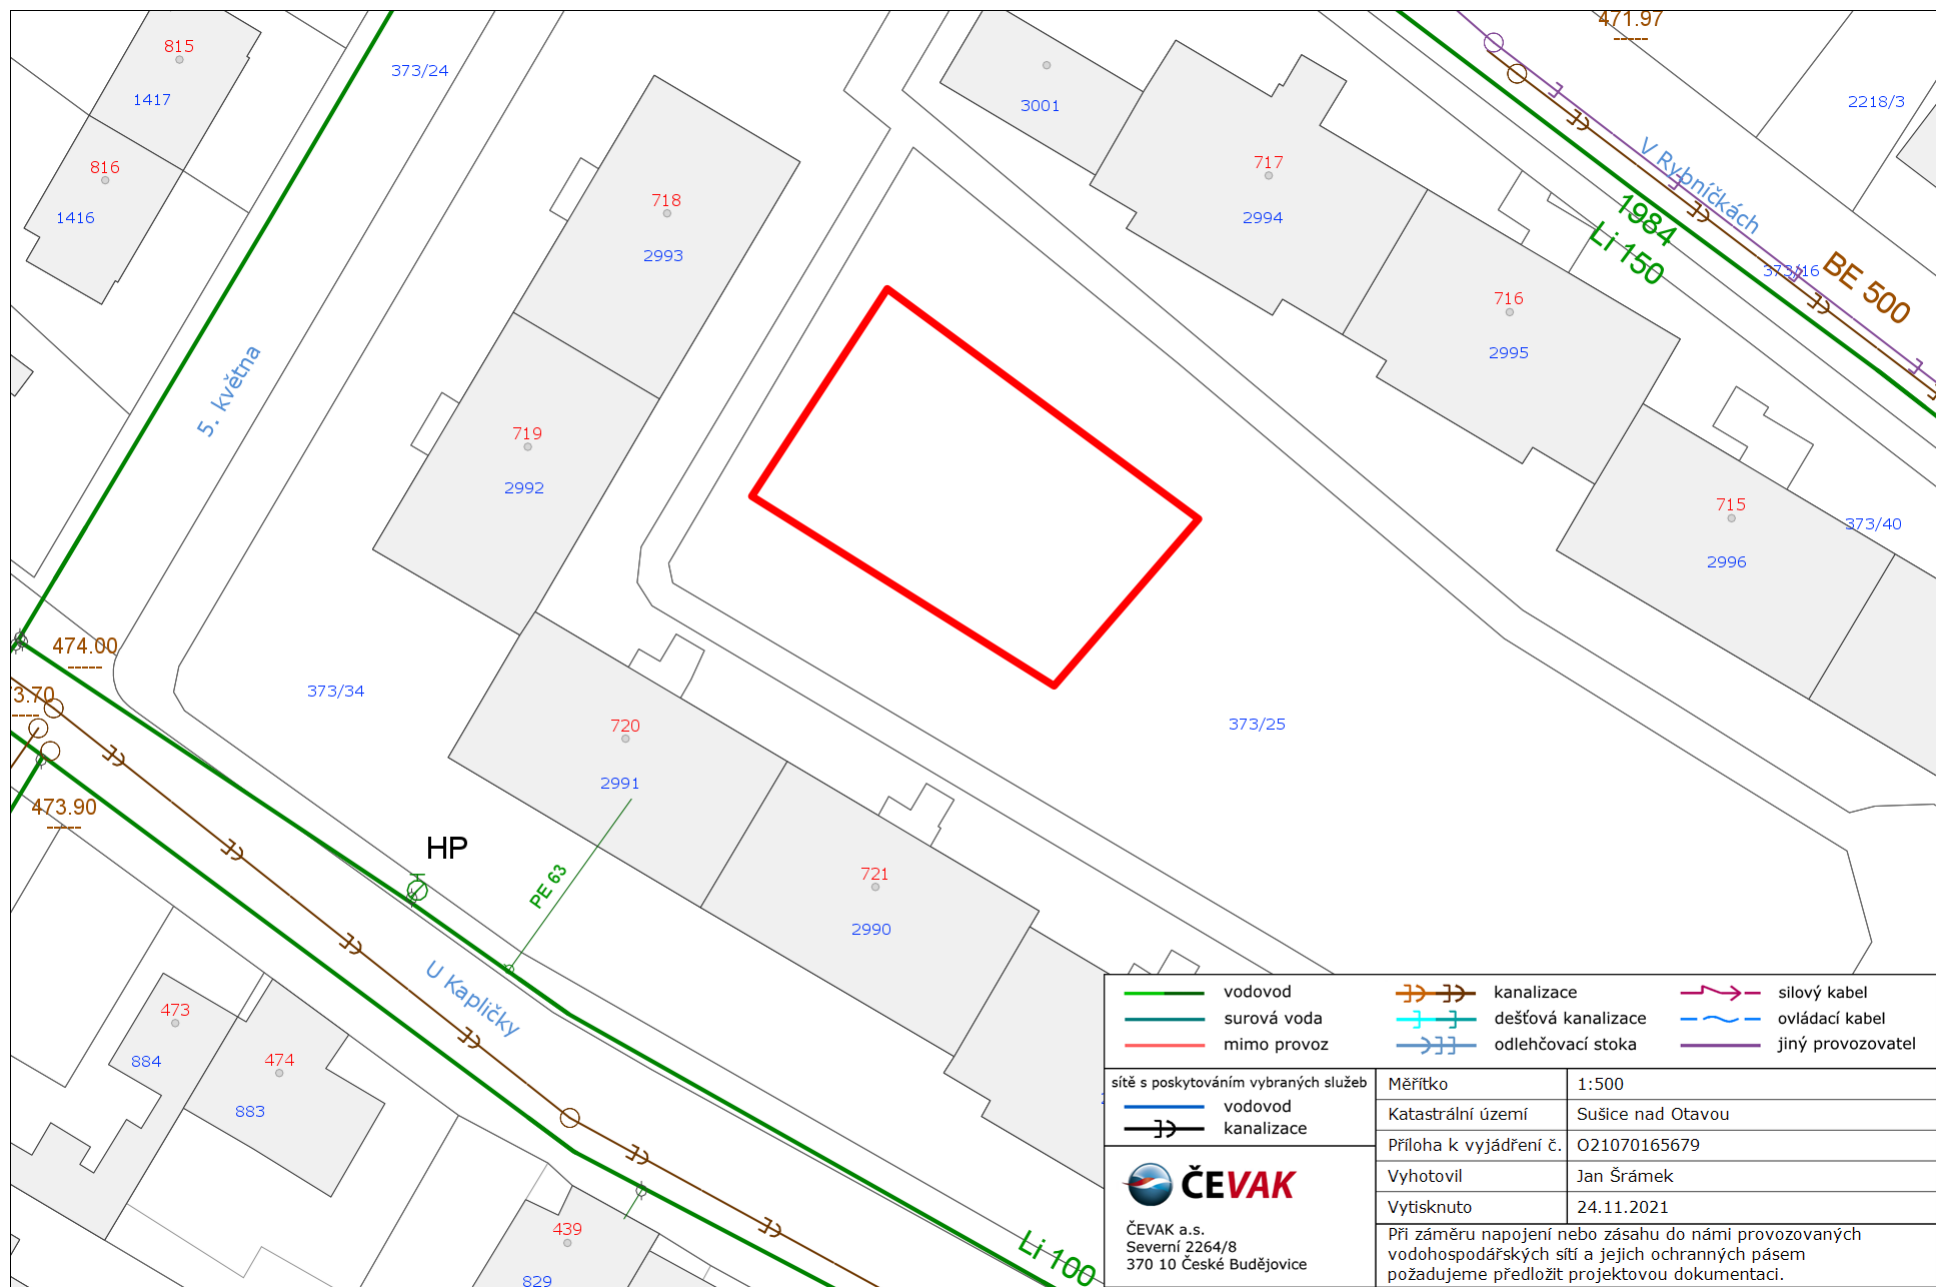 815
1417
816
1416
373/24
5. května
718
2993
719
2992
3001
717
2994
716
2995
715
2996
373/40
471.97
2218/3
V Rybníčkách
1984
Li 150
373/16
BE 500
474.00
-----
473.90
-----
373/34
720
2991
721
2990
373/25
HP
PE 63
U Kapličky
473
884
474
883
439
829
Li 100
vodovod
surová voda
mimo provoz
kanalizace
dešťová kanalizace
odlehčovací stoka
silový kabel
ovládací kabel
jiný provozovatel
sítě s poskytováním vybraných služeb
vodovod
kanalizace
ČEVAK
ČEVAK a.s.
Severní 2264/8
370 10 České Budějovice
Měřítko 1:500
Katastrální území Sušice nad Otavou
Příloha k vyjádření č. O21070165679
Vyhotovil Jan Šrámek
Vytisknuto 24.11.2021
Při záměru napojení nebo zásahu do námi provozovaných
vodohospodářských sítí a jejich ochranných pásem
požadujeme předložit projektovou dokumentaci.